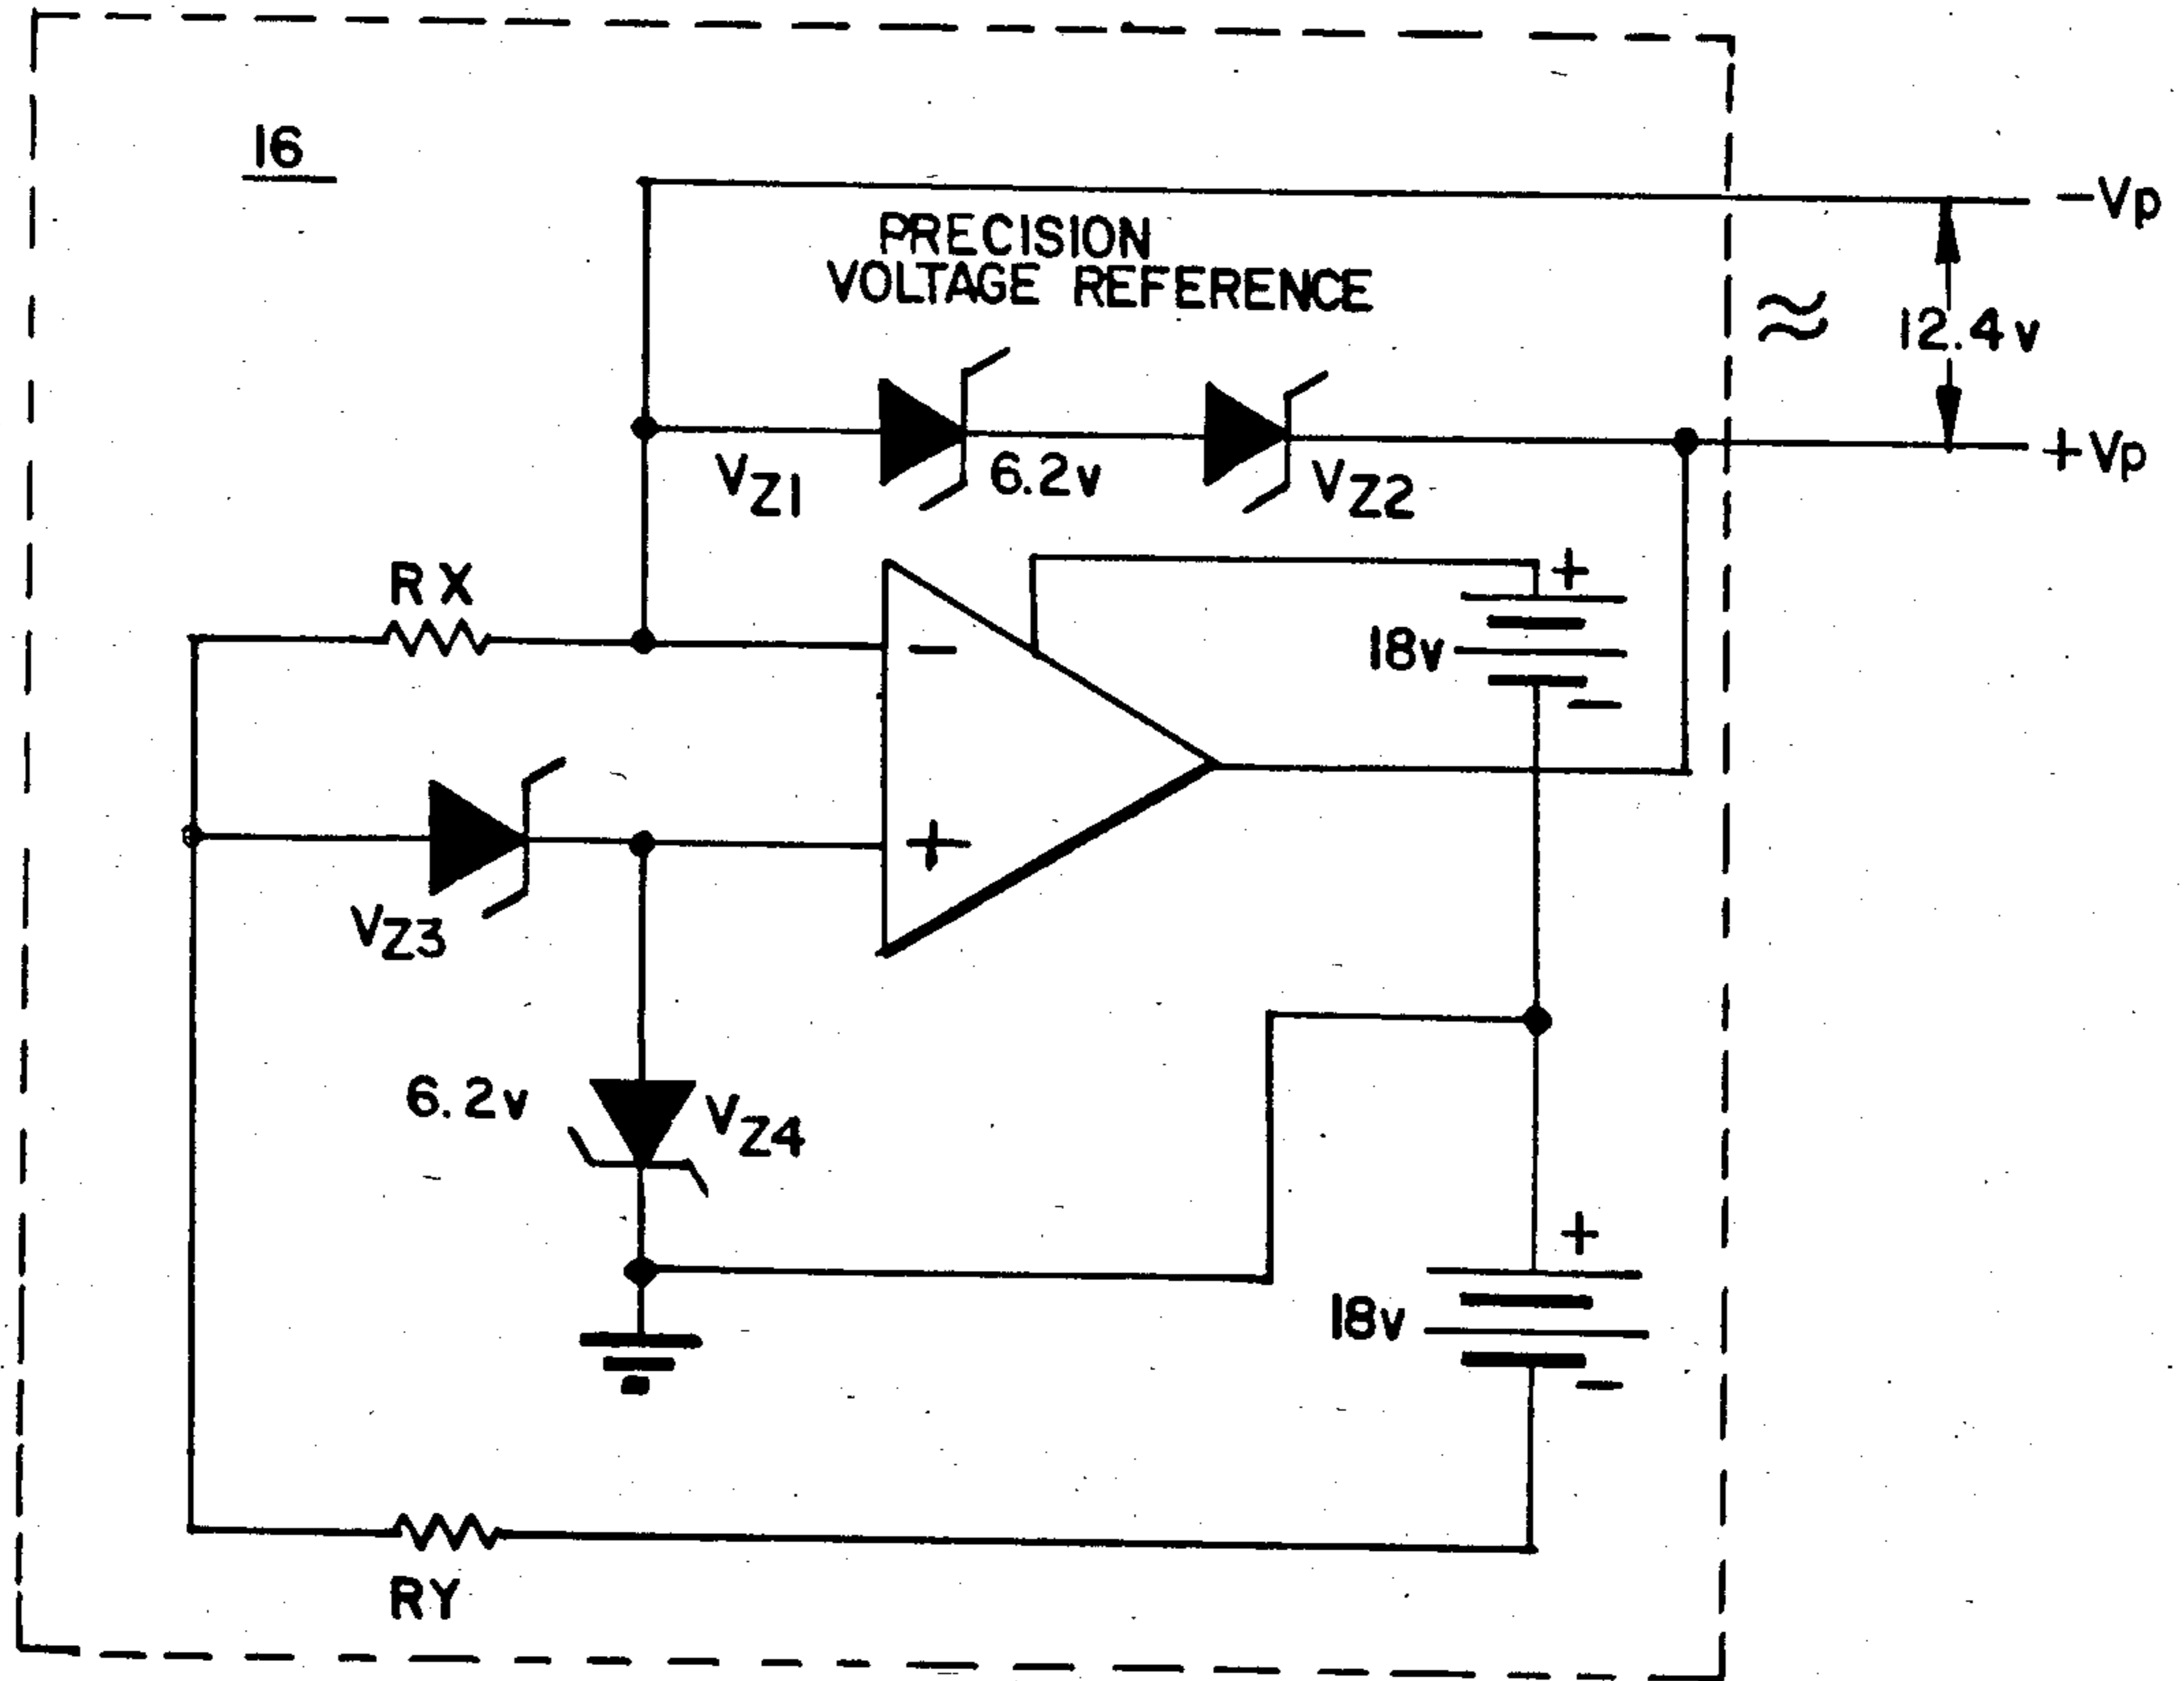 16
−Vp
PRECISION
VOLTAGE REFERENCE
≈ 12.4v
+Vp
VZ1
6.2v
VZ2
RX
+
18v
−
−
+
VZ3
6.2v
VZ4
+
18v
−
RY